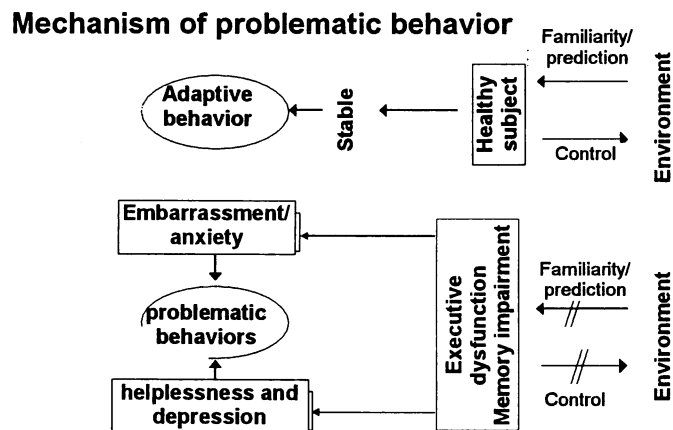 Mechanism of problematic behavior
Familiarity/
prediction
Adaptive
behavior
Stable
Healthy
subject
Control
Environment
Embarrassment/
anxiety
problematic
behaviors
helplessness and
depression
Executive
dysfunction
Memory impairment
Familiarity/
prediction
Control
Environment